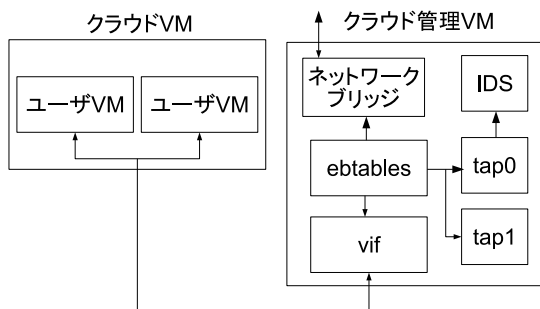 クラウドVM
クラウド管理VM
ユーザVM
ユーザVM
ネットワーク
ブリッジ
IDS
ebtables
tap0
vif
tap1